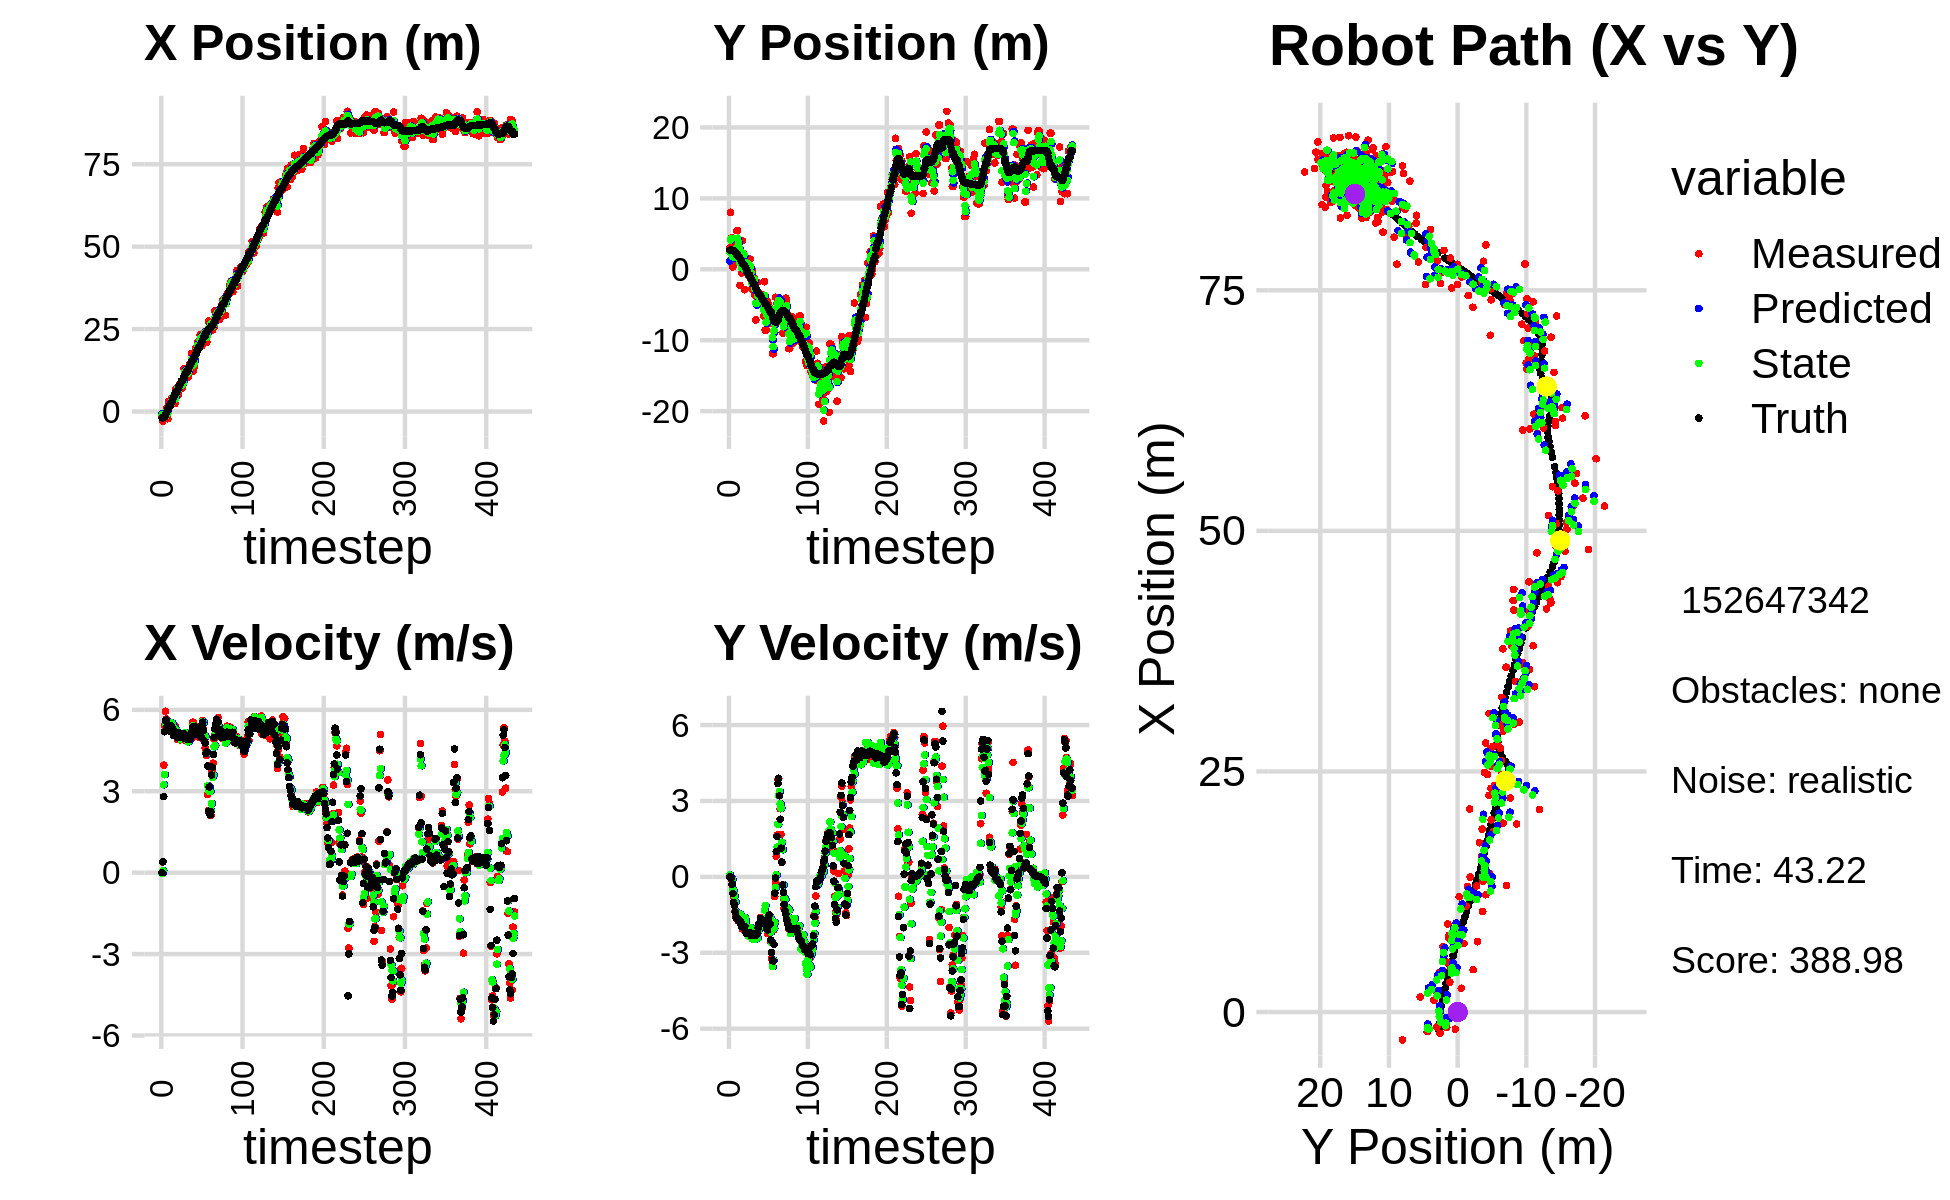 X Position (m)
75
50
25
0
0
100
200
300
400
timestep
Y Position (m)
20
10
0
-10
-20
0
100
200
300
400
timestep
X Velocity (m/s)
6
3
0
-3
-6
0
100
200
300
400
timestep
Y Velocity (m/s)
6
3
0
-3
-6
0
100
200
300
400
timestep
Robot Path (X vs Y)
X Position (m)
75
50
25
0
20 10 0 -10 -20
Y Position (m)
variable
Measured
Predicted
State
Truth
152647342
Obstacles: none
Noise: realistic
Time: 43.22
Score: 388.98